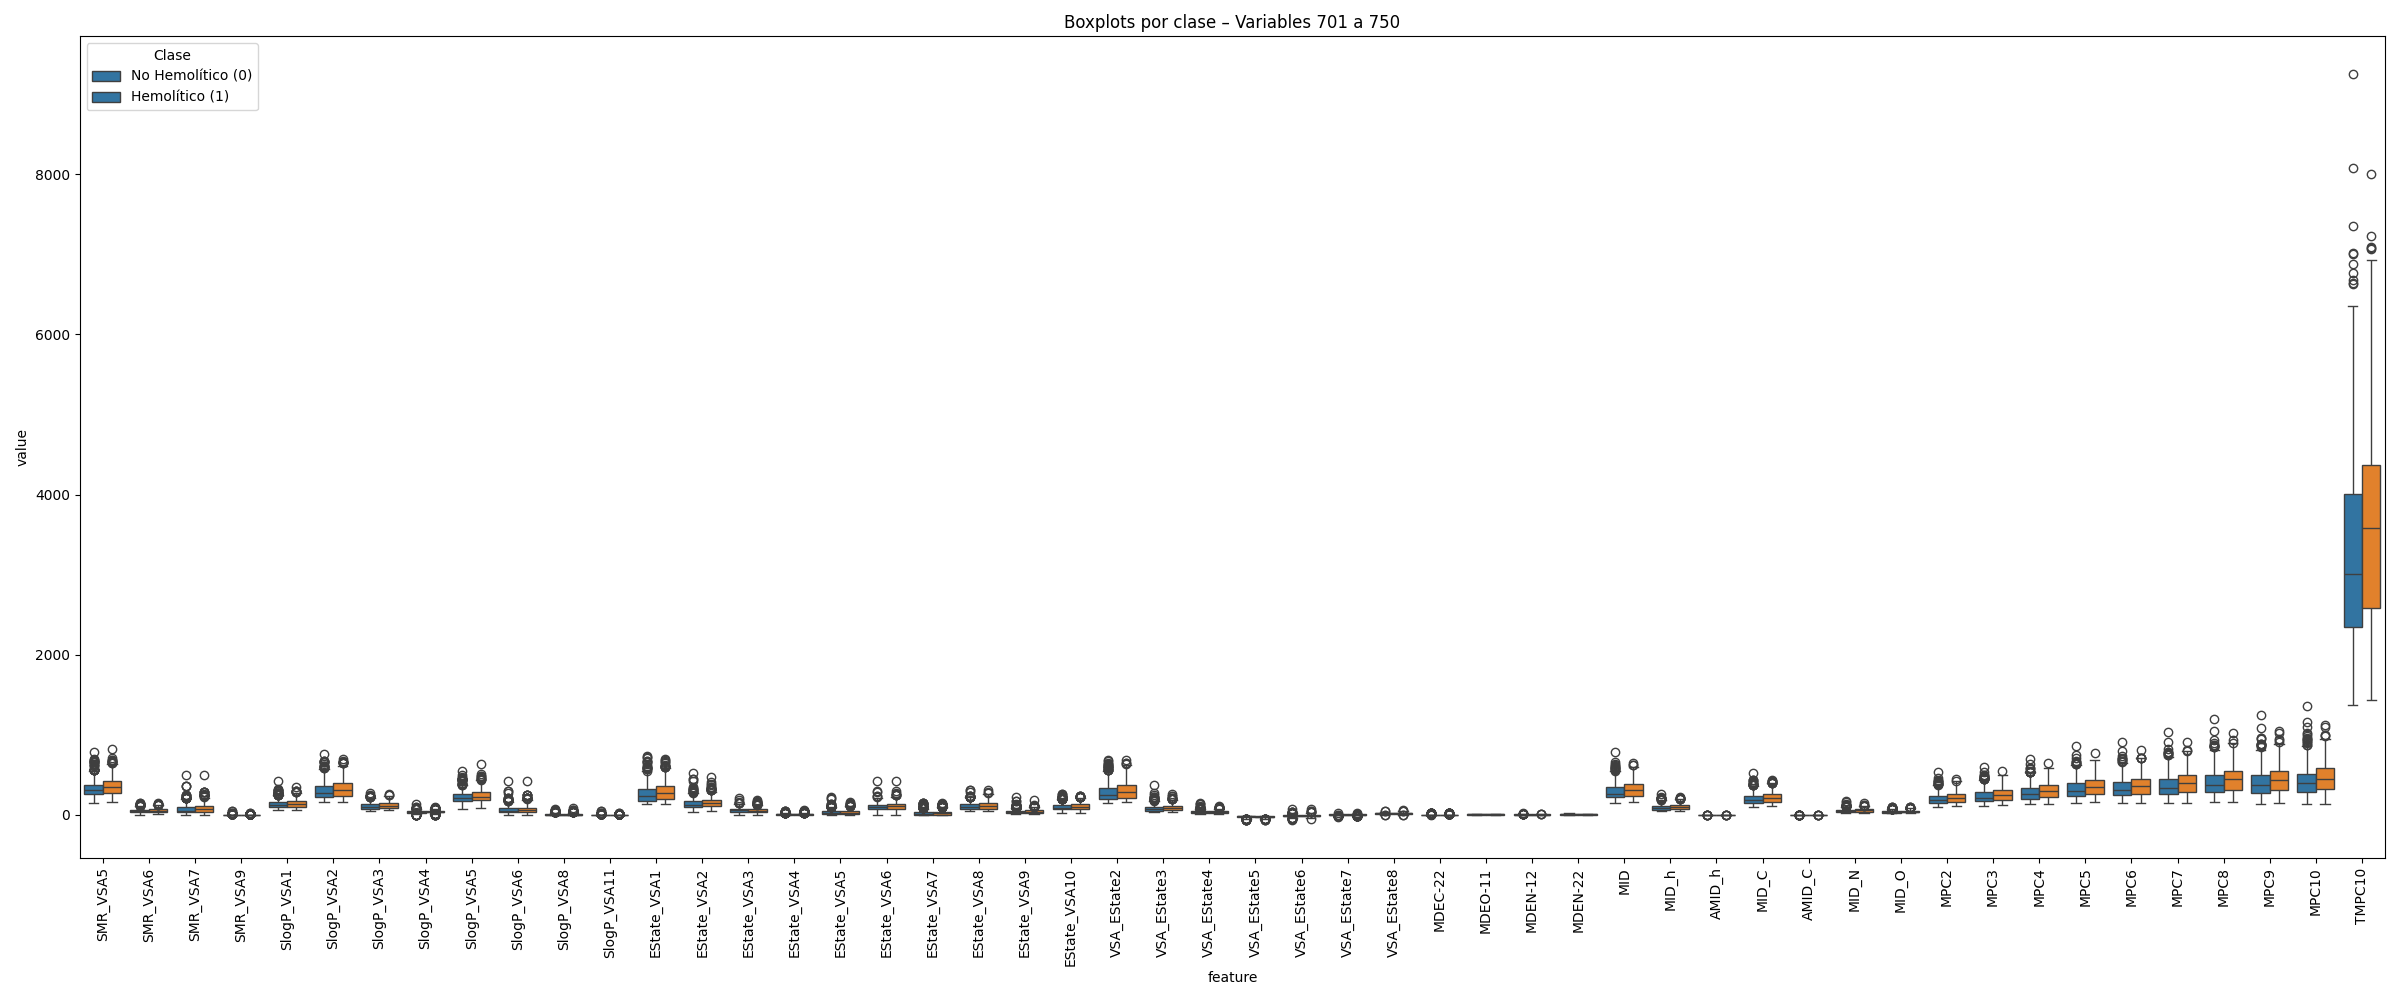 Boxplots por clase – Variables 701 a 750
Clase
No Hemolítico (0)
Hemolítico (1)
value
8000
6000
4000
2000
0
SMR_VSA5
SMR_VSA6
SMR_VSA7
SMR_VSA9
SlogP_VSA1
SlogP_VSA2
SlogP_VSA3
SlogP_VSA4
SlogP_VSA5
SlogP_VSA6
SlogP_VSA8
SlogP_VSA11
EState_VSA1
EState_VSA2
EState_VSA3
EState_VSA4
EState_VSA5
EState_VSA6
EState_VSA7
EState_VSA8
EState_VSA9
EState_VSA10
VSA_EState2
VSA_EState3
VSA_EState4
VSA_EState5
VSA_EState6
VSA_EState7
VSA_EState8
MDEC-22
MDEO-11
MDEN-12
MDEN-22
MID
MID_h
AMID_h
MID_C
AMID_C
MID_N
MID_O
MPC2
MPC3
MPC4
MPC5
MPC6
MPC7
MPC8
MPC9
MPC10
TMPC10
feature